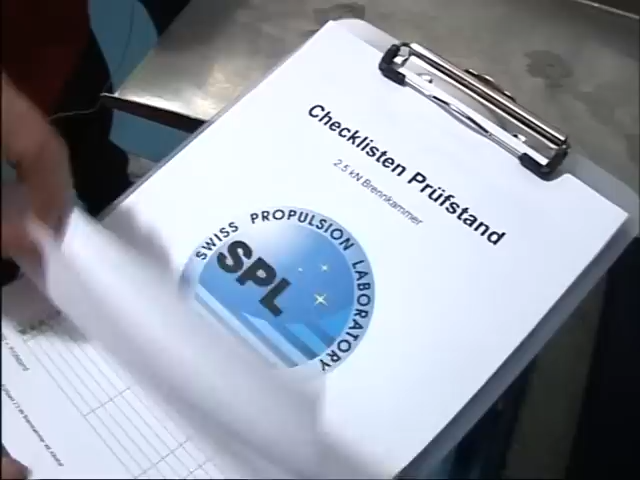 Checklisten Prüfstand
2.5 kN Brennkammer
SWISS PROPULSION LABORATORY
SPL